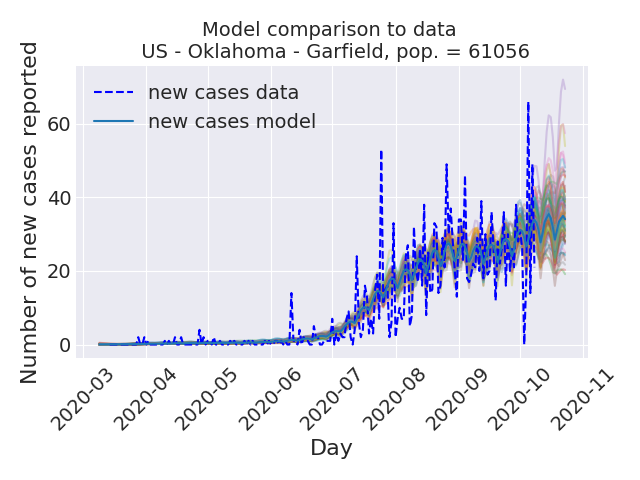 Model comparison to data
US - Oklahoma - Garfield, pop. = 61056
Number of new cases reported
new cases data
new cases model
60
40
20
0
2020-03
2020-04
2020-05
2020-06
2020-07
2020-08
2020-09
2020-10
2020-11
Day